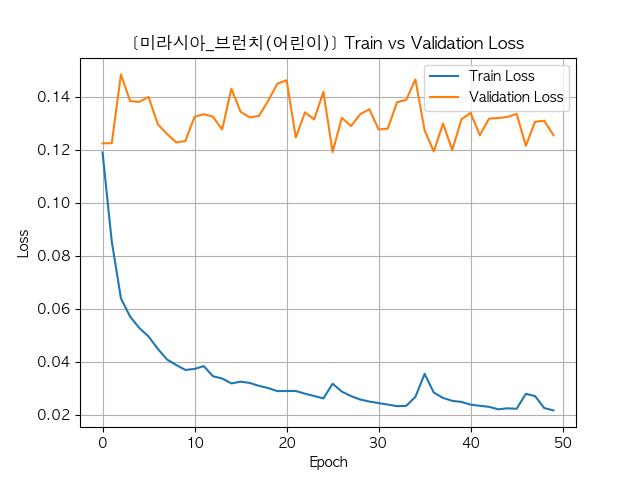 [미라시아_브런치(어린이)] Train vs Validation Loss
Train Loss
Validation Loss
Loss
0.14
0.12
0.10
0.08
0.06
0.04
0.02
0
10
20
30
40
50
Epoch